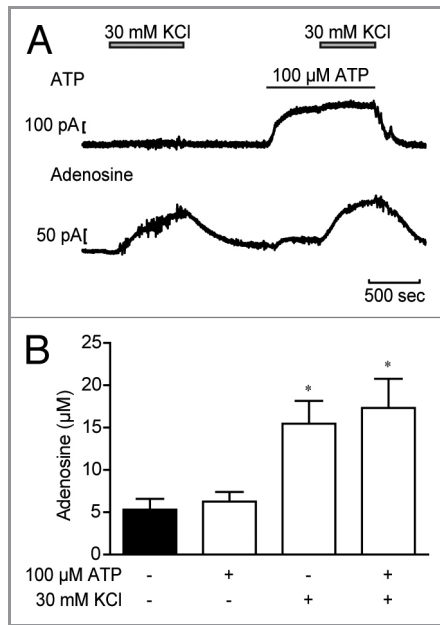 A
30 mM KCl 30 mM KCl
ATP 100 µM ATP
100 pA
Adenosine
50 pA
500 sec
B
25
20
15
10
5
0
Adenosine (µM)
* *
100 µM ATP - + - +
30 mM KCl - - + +